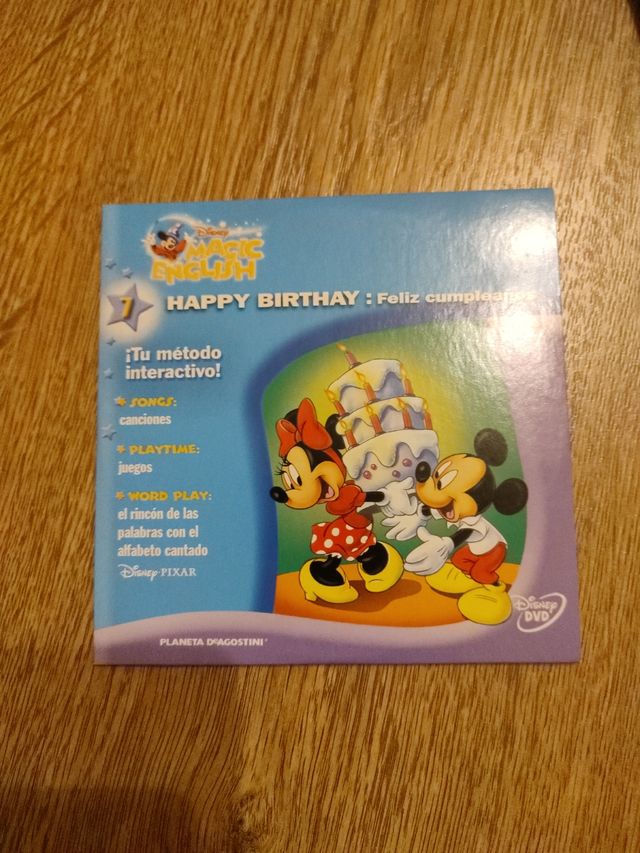 Disney
MAGIC
ENGLISH
7
HAPPY BIRTHAY : Feliz cumpleaños
¡Tu método
interactivo!
SONGS:
canciones
PLAYTIME:
juegos
WORD PLAY:
el rincón de las
palabras con el
alfabeto cantado
Disney·PIXAR
Disney
DVD
PLANETA DeAGOSTINI